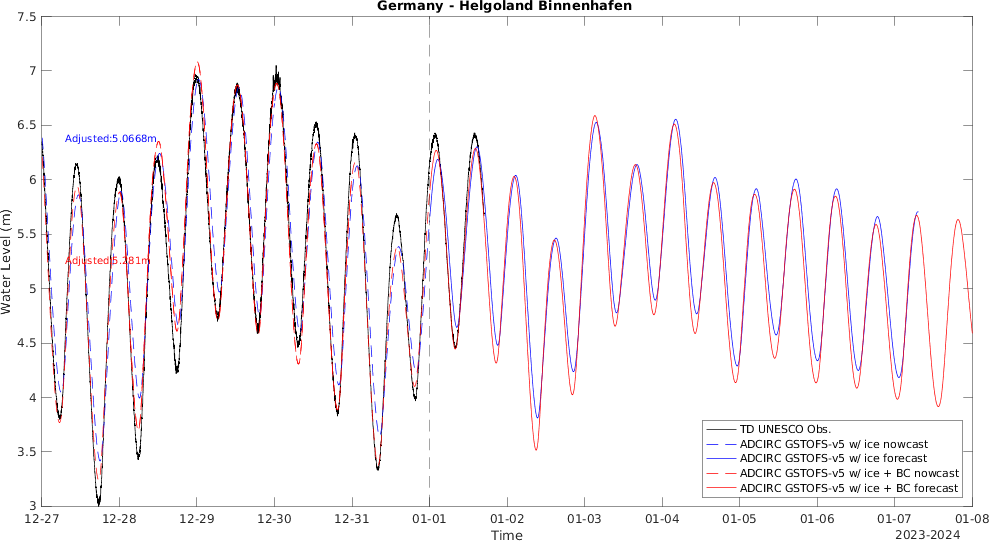 Germany - Helgoland Binnenhafen
7.5
7
6.5
6
5.5
5
4.5
4
3.5
3
Water Level (m)
Adjusted:5.0668m
Adjusted:5.281m
TD UNESCO Obs.
ADCIRC GSTOFS-v5 w/ ice nowcast
ADCIRC GSTOFS-v5 w/ ice forecast
ADCIRC GSTOFS-v5 w/ ice + BC nowcast
ADCIRC GSTOFS-v5 w/ ice + BC forecast
12-27 12-28 12-29 12-30 12-31 01-01 01-02 01-03 01-04 01-05 01-06 01-07 01-08
Time
2023-2024